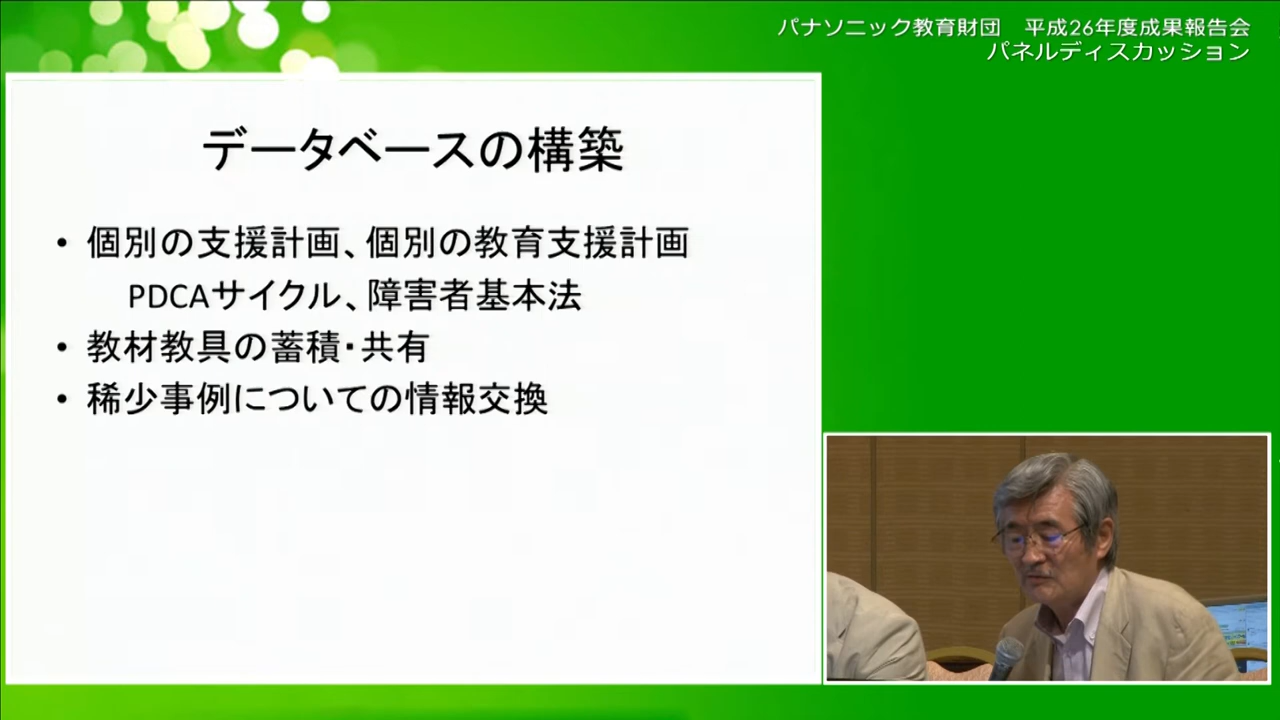 パナソニック教育財団　平成26年度成果報告会
パネルディスカッション
データベースの構築
• 個別の支援計画、個別の教育支援計画
PDCAサイクル、障害者基本法
• 教材教具の蓄積・共有
• 稀少事例についての情報交換